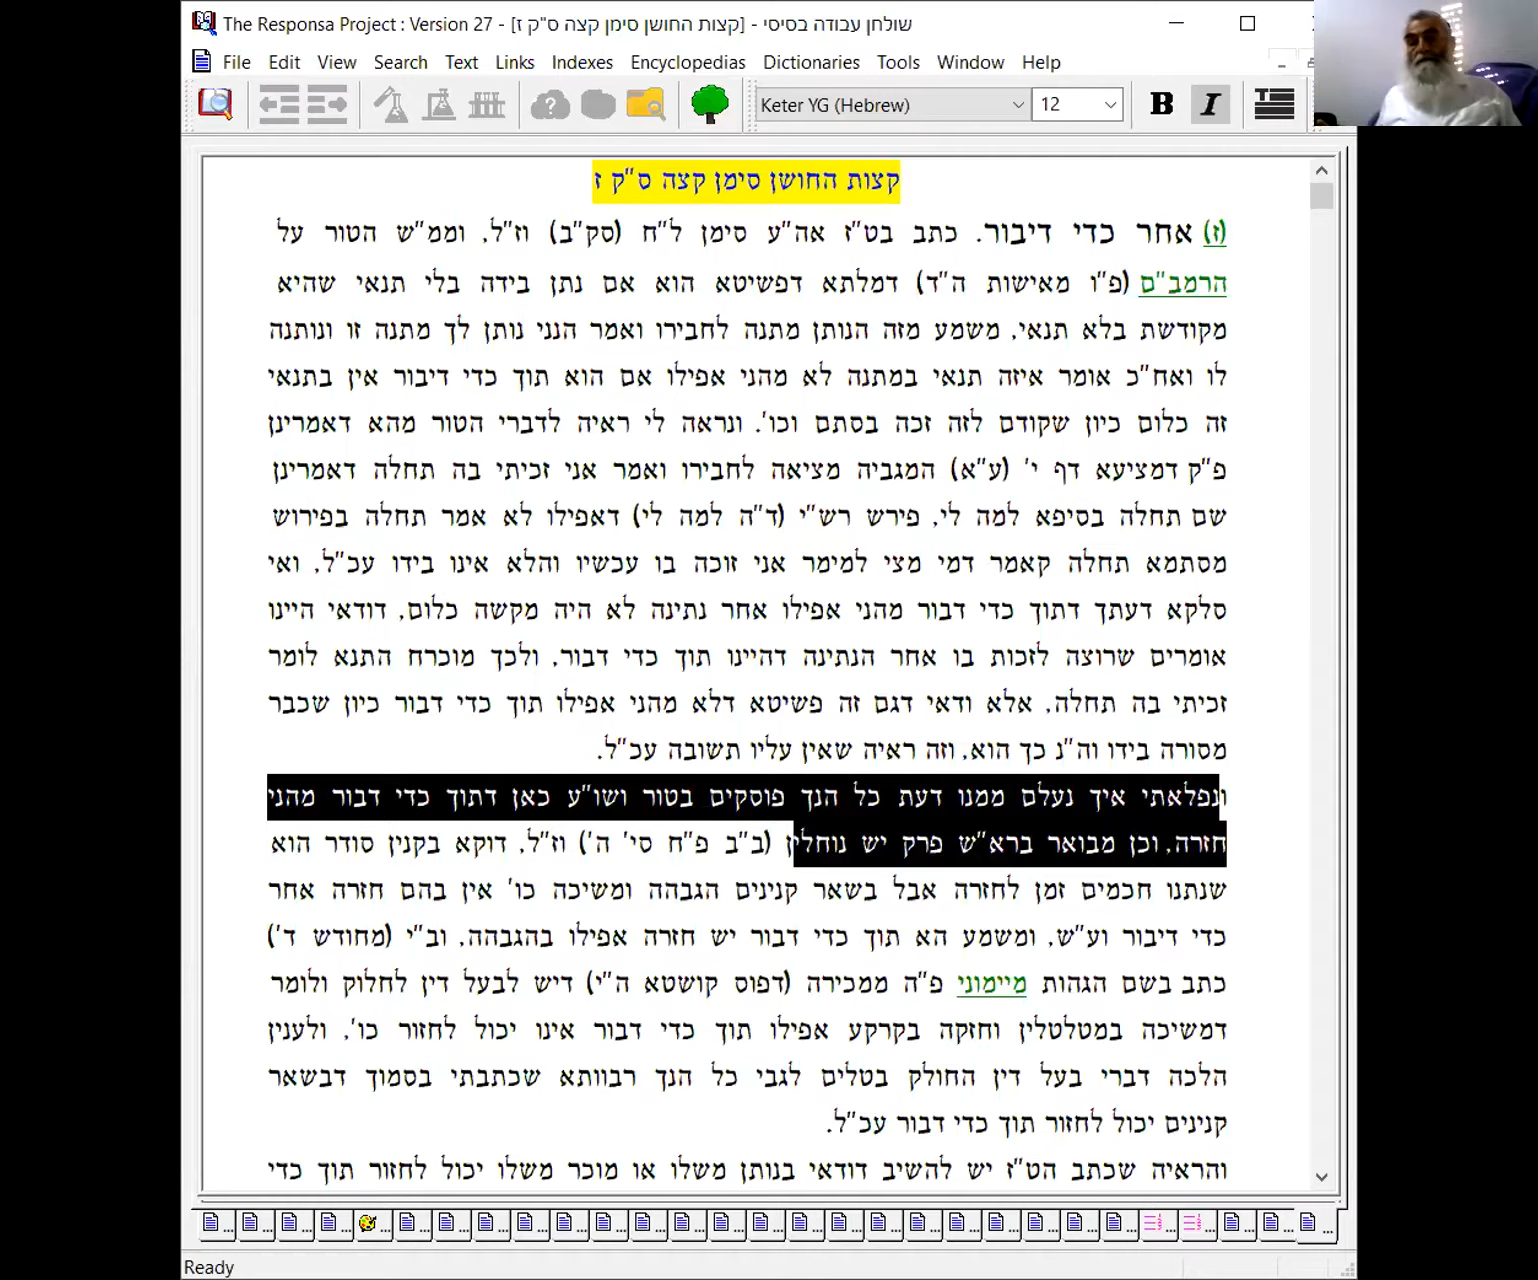 The Responsa Project : Version 27 - [שולחן עבודה בסיסי - [קצות החושן סימן קצה ס"ק ז
File Edit View Search Text Links Indexes Encyclopedias Dictionaries Tools Window Help
Keter YG (Hebrew) 12 B I
קצות החושן סימן קצה ס"ק ז
(ז) אחר כדי דיבור. כתב בט"ז אה"ע סימן ל"ח (סק"ב) וז"ל, וממ"ש הטור על
הרמב"ם (פ"ו מאישות ה"ד) דמלתא דפשיטא הוא אם נתן בידה בלי תנאי שהיא
מקודשת בלא תנאי, משמע מזה הנותן מתנה לחבירו ואמר הנני נותן לך מתנה זו ונותנה
לו ואח"כ אומר איזה תנאי במתנה לא מהני אפילו אם הוא תוך כדי דיבור אין בתנאי
זה כלום כיון שקודם לזה זכה בסתם וכו'. ונראה לי ראיה לדברי הטור מהא דאמרינן
פ"ק דמציעא דף י' (ע"א) המגביה מציאה לחבירו ואמר אני זכיתי בה תחלה דאמרינן
שם תחלה בסיפא למה לי, פירש רש"י (ד"ה למה לי) דאפילו לא אמר תחלה בפירוש
מסתמא תחלה קאמר דמי מצי למימר אני זוכה בו עכשיו והלא אינו בידו עכ"ל, ואי
סלקא דעתך דתוך כדי דבור מהני אפילו אחר נתינה לא היה מקשה כלום, דודאי היינו
אומרים שרוצה לזכות בו אחר הנתינה דהיינו תוך כדי דבור, ולכך מוכרח התנא לומר
זכיתי בה תחלה, אלא ודאי דגם זה פשיטא דלא מהני אפילו תוך כדי דבור כיון שכבר
מסורה בידו וה"נ כך הוא, וזה ראיה שאין עליו תשובה עכ"ל.
ונפלאתי איך נעלם ממנו דעת כל הנך פוסקים בטור ושו"ע כאן דתוך כדי דבור מהני
חזרה, וכן מבואר ברא"ש פרק יש נוחלין (ב"ב פ"ח סי' ה') וז"ל, דוקא בקנין סודר הוא
שנתנו חכמים זמן לחזרה אבל בשאר קנינים הגבהה ומשיכה כו' אין בהם חזרה אחר
כדי דיבור וע"ש, ומשמע הא תוך כדי דבור יש חזרה אפילו בהגבהה, וב"י (מחודש ד')
כתב בשם הגהות מיימוני פ"ה ממכירה (דפוס קושטא ה"י) דיש לבעל דין לחלוק ולומר
דמשיכה במטלטלין וחזקה בקרקע אפילו תוך כדי דבור אינו יכול לחזור כו', ולענין
הלכה דברי בעל דין החולק בטלים לגבי כל הנך רבוותא שכתבתי בסמוך דבשאר
קנינים יכול לחזור תוך כדי דבור עכ"ל.
והראיה שכתב הט"ז יש להשיב דודאי בנותן משלו או מוכר משלו יכול לחזור תוך כדי
Ready